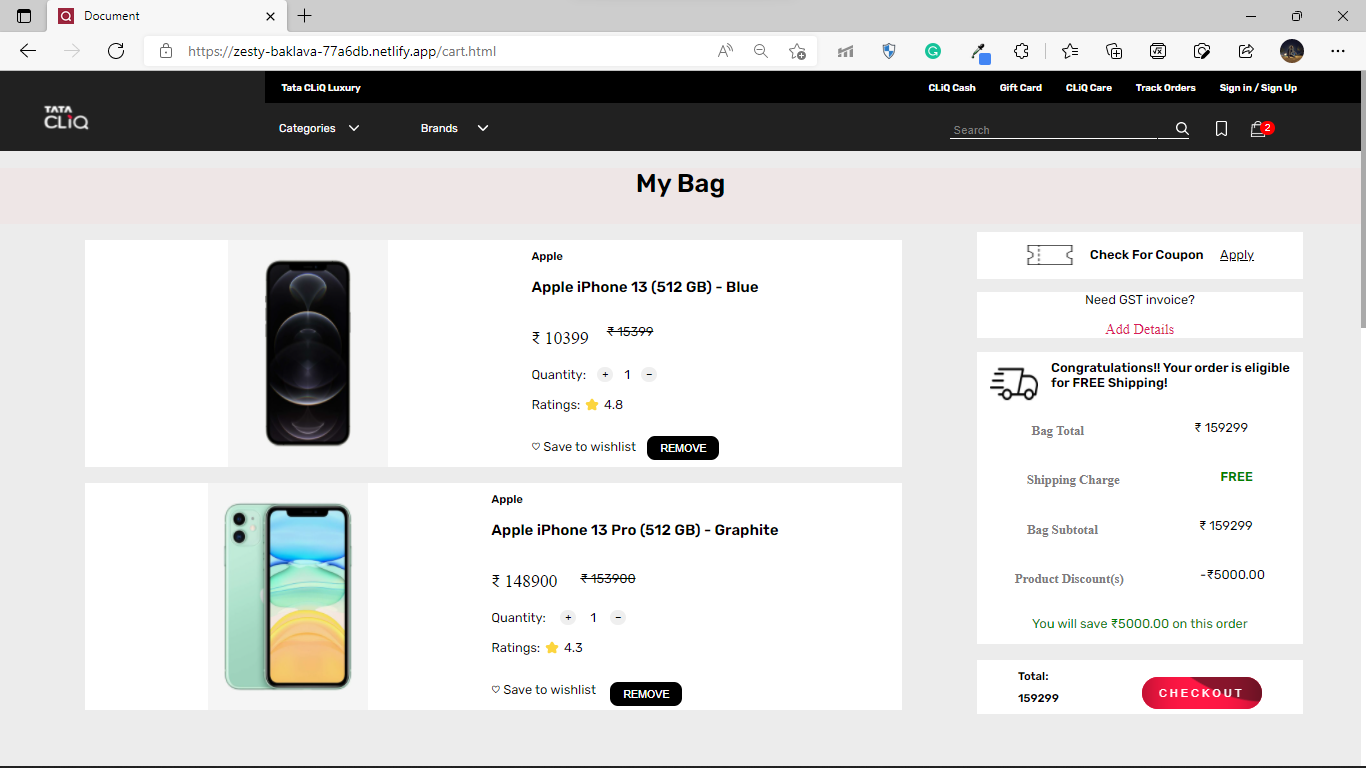 Document
https://zesty-baklava-77a6db.netlify.app/cart.html
Tata CLiQ Luxury
CLiQ Cash
Gift Card
CLiQ Care
Track Orders
Sign in / Sign Up
TATA
CLiQ
Categories
Brands
Search
2
My Bag
Apple
Apple iPhone 13 (512 GB) - Blue
₹ 10399 ₹ 15399
Quantity: + 1 -
Ratings: 4.8
Save to wishlist REMOVE
Apple
Apple iPhone 13 Pro (512 GB) - Graphite
₹ 148900 ₹ 153900
Quantity: + 1 -
Ratings: 4.3
Save to wishlist REMOVE
Check For Coupon Apply
Need GST invoice?
Add Details
Congratulations!! Your order is eligible
for FREE Shipping!
Bag Total ₹ 159299
Shipping Charge FREE
Bag Subtotal ₹ 159299
Product Discount(s) -₹5000.00
You will save ₹5000.00 on this order
Total:
159299
CHECKOUT